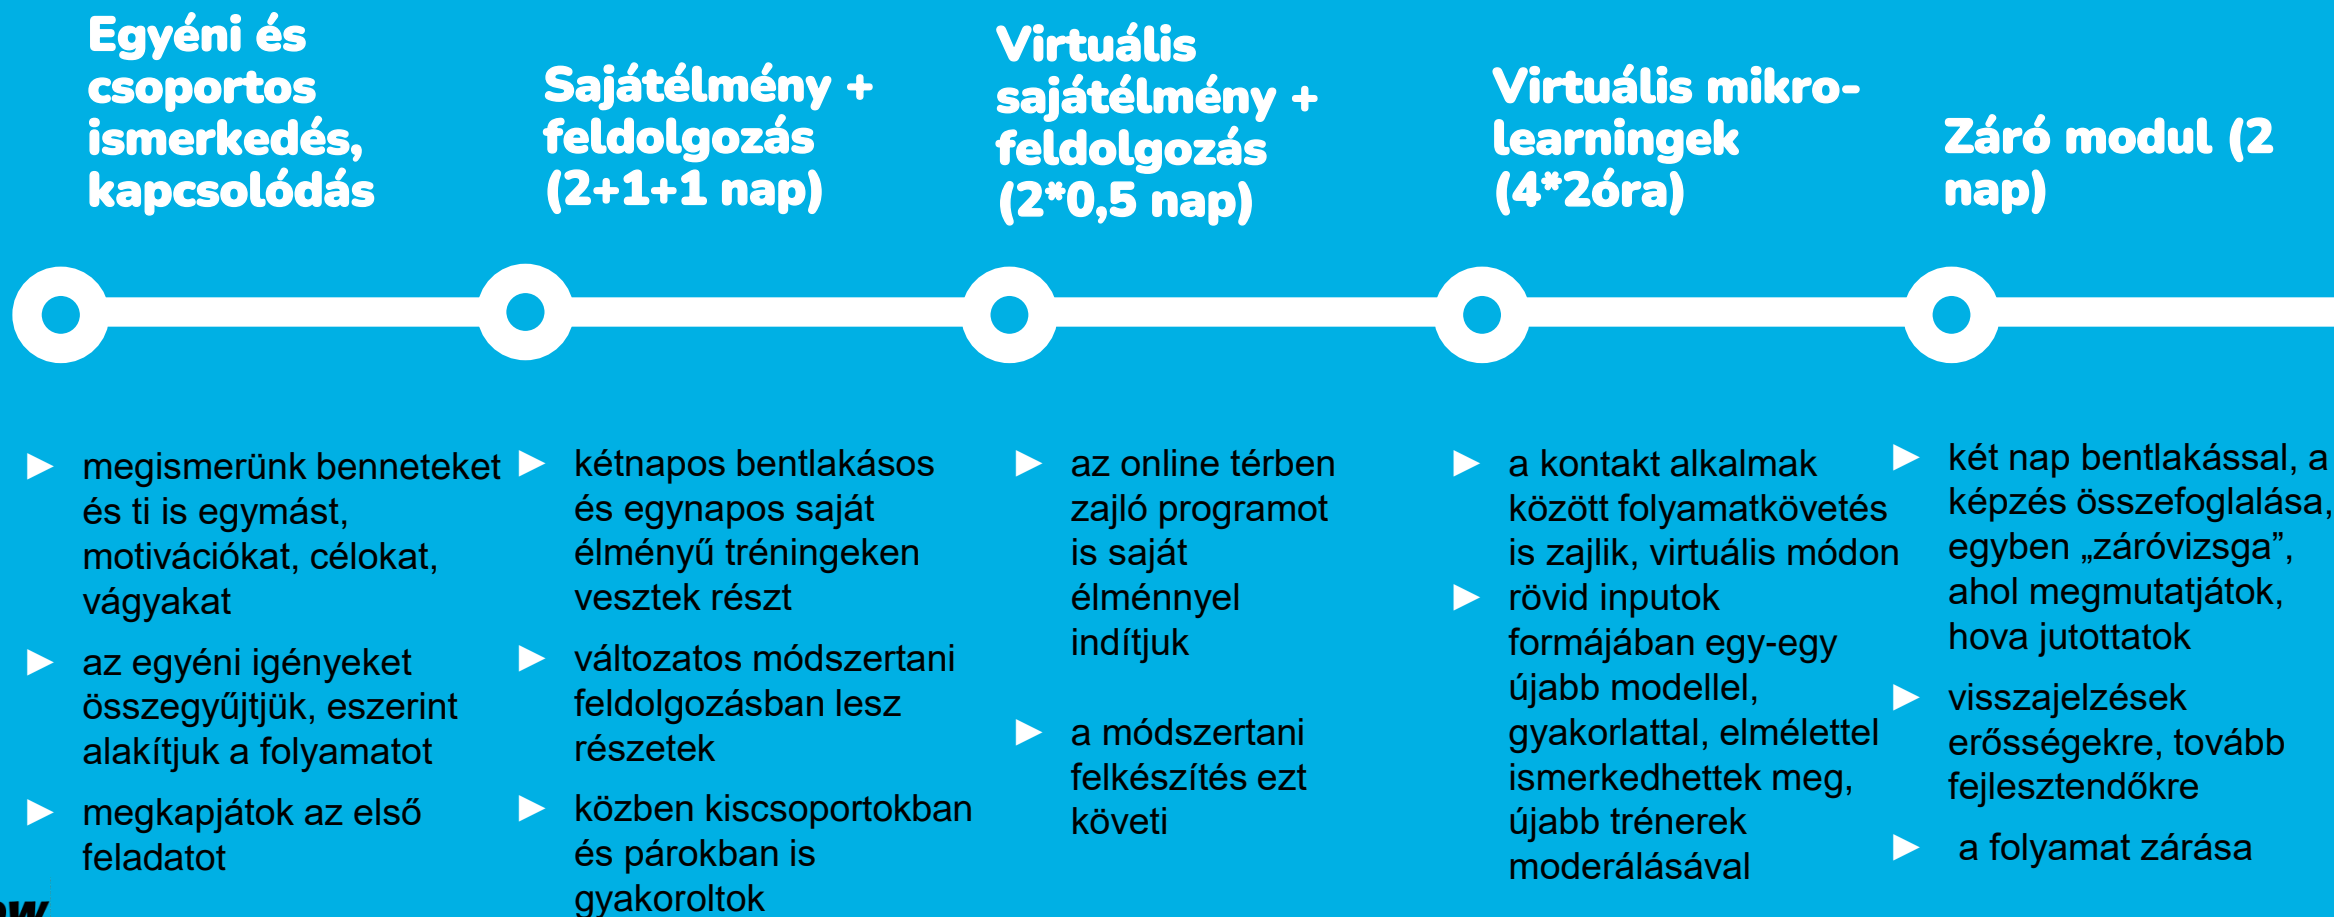 Egyéni és
csoportos
ismerkedés,
kapcsolódás
Sajátélmény +
feldolgozás
(2+1+1 nap)
Virtuális
sajátélmény +
feldolgozás
(2*0,5 nap)
Virtuális mikro-
learningek
(4*2óra)
Záró modul (2
nap)
megismerünk benneteket
és ti is egymást,
motivációkat, célokat,
vágyakat
az egyéni igényeket
összegyűjtjük, eszerint
alakítjuk a folyamatot
megkapjátok az első
feladatot
kétnapos bentlakásos
és egynapos saját
élményű tréningeken
vesztek részt
változatos módszertani
feldolgozásban lesz
részetek
közben kiscsoportokban
és párokban is
gyakoroltok
az online térben
zajló programot
is saját
élménnyel
indítjuk
a módszertani
felkészítés ezt
követi
a kontakt alkalmak
között folyamatkövetés
is zajlik, virtuális módon
rövid inputok
formájában egy-egy
újabb modellel,
gyakorlattal, elmélettel
ismerkedhettek meg,
újabb trénerek
moderálásával
két nap bentlakással, a
képzés összefoglalása,
egyben „záróvizsga”,
ahol megmutatjátok,
hova jutottatok
visszajelzések
erősségekre, tovább
fejlesztendőkre
a folyamat zárása